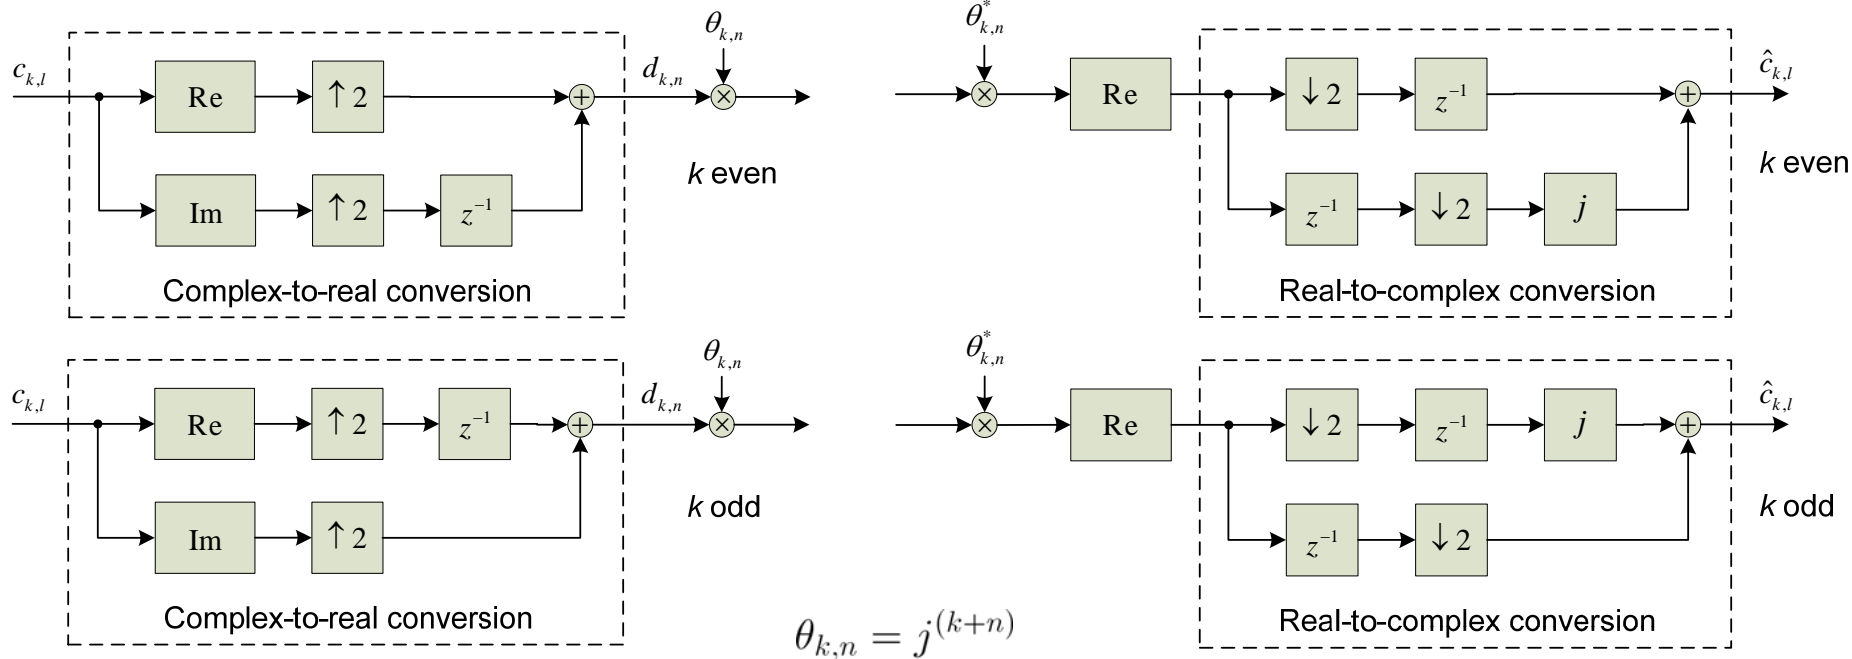 c_{k,l} Re ↑2 + d_{k,n} θ_{k,n} × k even
Im ↑2 z^{-1}
Complex-to-real conversion
θ^*_{k,n} × Re ↓2 z^{-1} + ĉ_{k,l} k even
z^{-1} ↓2 j
Real-to-complex conversion
c_{k,l} Re ↑2 z^{-1} + d_{k,n} θ_{k,n} × k odd
Im ↑2
Complex-to-real conversion
θ^*_{k,n} × Re ↓2 z^{-1} j + ĉ_{k,l} k odd
z^{-1} ↓2
Real-to-complex conversion
θ_{k,n} = j^{(k+n)}